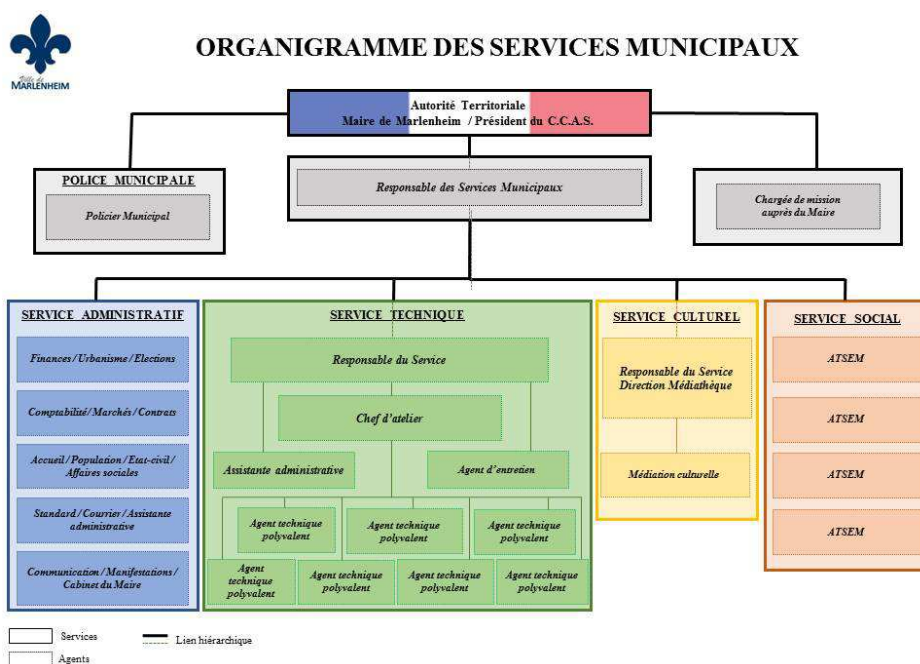 Ville de
MARLENHEIM
ORGANIGRAMME DES SERVICES MUNICIPAUX
Autorité Territoriale
Maire de Marlenheim / Président du C.C.A.S.
POLICE MUNICIPALE
Policier Municipal
Responsable des Services Municipaux
Chargée de mission
auprès du Maire
SERVICE ADMINISTRATIF
Finances / Urbanisme / Elections
Comptabilité / Marchés / Contrats
Accueil / Population / Etat-civil /
Affaires sociales
Standard / Courrier / Assistante
administrative
Communication / Manifestations /
Cabinet du Maire
SERVICE TECHNIQUE
Responsable du Service
Chef d'atelier
Assistante administrative
Agent d'entretien
Agent technique
polyvalent
Agent technique
polyvalent
Agent technique
polyvalent
Agent
technique
polyvalent
Agent technique
polyvalent
Agent technique
polyvalent
Agent technique
polyvalent
SERVICE CULTUREL
Responsable du Service
Direction Médiathèque
Médiation culturelle
SERVICE SOCIAL
ATSEM
ATSEM
ATSEM
ATSEM
Services
Lien hiérarchique
Agents